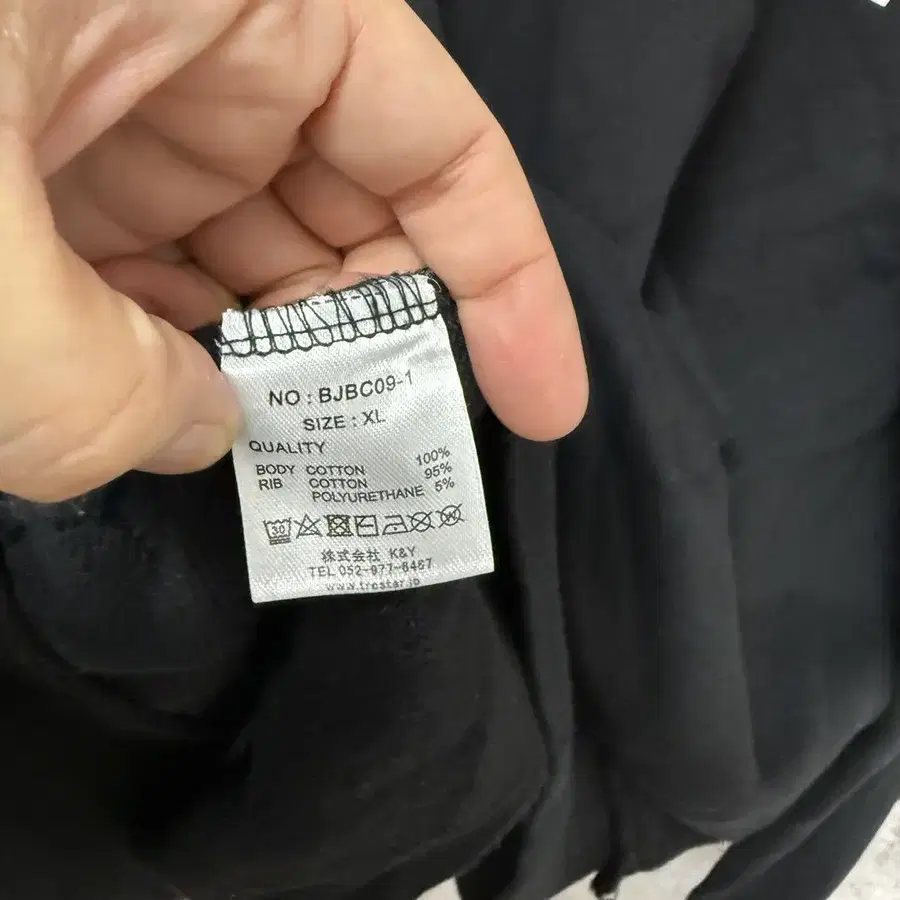 NO : BJBC09-1
SIZE : XL
QUALITY
BODY COTTON 100%
RIB COTTON 95%
POLYURETHANE 5%
30
株式会社 K&Y
TEL 052-977-6467
www.trestar.jp